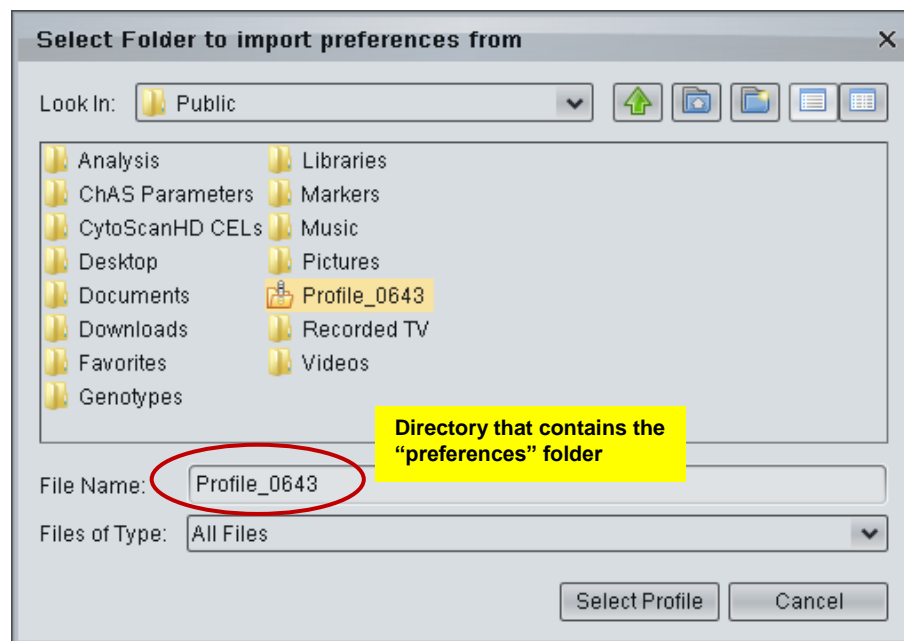 Select Folder to import preferences from
Look In: Public
Analysis
ChAS Parameters
CytoScanHD CELs
Desktop
Documents
Downloads
Favorites
Genotypes
Libraries
Markers
Music
Pictures
Profile_0643
Recorded TV
Videos
Directory that contains the
“preferences” folder
File Name: Profile_0643
Files of Type: All Files
Select Profile Cancel